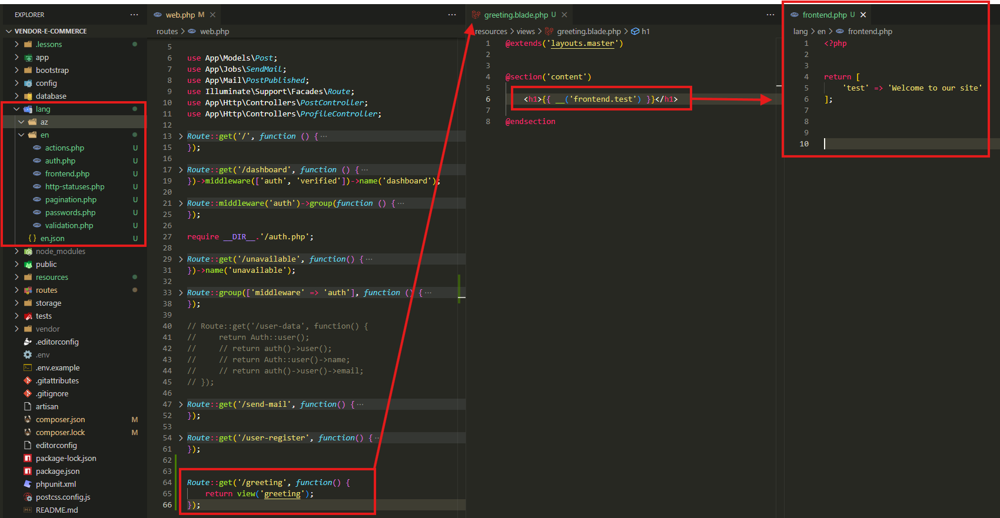 EXPLORER
VENDOR-E-COMMERCE
.lessons
app
bootstrap
config
database
lang
az
en
actions.php U
auth.php U
frontend.php U
http-statuses.php U
pagination.php U
passwords.php U
validation.php U
{ } en.json U
node_modules
public
resources
routes
storage
tests
vendor
.editorconfig
.env
.env.example
.gitattributes
.gitignore
artisan
composer.json M
composer.lock M
editorconfig
package-lock.json
package.json
phpunit.xml
postcss.config.js
README.md
web.php M
routes > web.php
5
6 use App\Models\Post;
7 use App\Jobs\SendMail;
8 use App\Mail\PostPublished;
9 use Illuminate\Support\Facades\Route;
10 use App\Http\Controllers\PostController;
11 use App\Http\Controllers\ProfileController;
12
13 Route::get('/', function () { ...
15 });
16
17 Route::get('/dashboard', function () { ...
19 })->middleware(['auth', 'verified'])->name('dashboard');
20
21 Route::middleware('auth')->group(function () { ...
25 });
26
27 require __DIR__.'/auth.php';
28
29 Route::get('/unavailable', function() { ...
31 })->name('unavailable');
32
33 Route::group(['middleware' => 'auth'], function () { ...
38 });
39
40 // Route::get('/user-data', function() {
41 //     return Auth::user();
42 //     // return auth()->user();
43 //     // return Auth::user()->name;
44 //     // return auth()->user()->email;
45 // });
46
47 Route::get('/send-mail', function() { ...
52 });
53
54 Route::get('/user-register', function() { ...
61 });
62
63
64 Route::get('/greeting', function() {
65     return view('greeting');
66 });
greeting.blade.php U
resources > views > greeting.blade.php > h1
1 @extends('layouts.master')
2
3
4 @section('content')
5
6     <h1>{{ __('frontend.test') }}</h1>
7
8 @endsection
frontend.php U
lang > en > frontend.php
1 <?php
2
3
4 return [
5     'test' => 'Welcome to our site'
6 ];
7
8
9
10